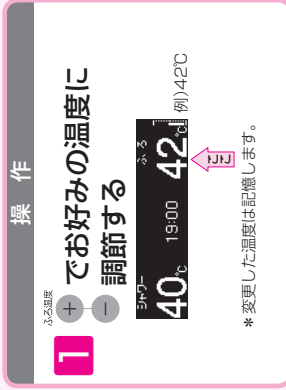 操 作
1
ふろ温度
＋ でお好みの温度に
－ 調節する
シャワー ふろ
40℃ 19:00 42℃
ここ
例)42℃
＊変更した温度は記憶します。